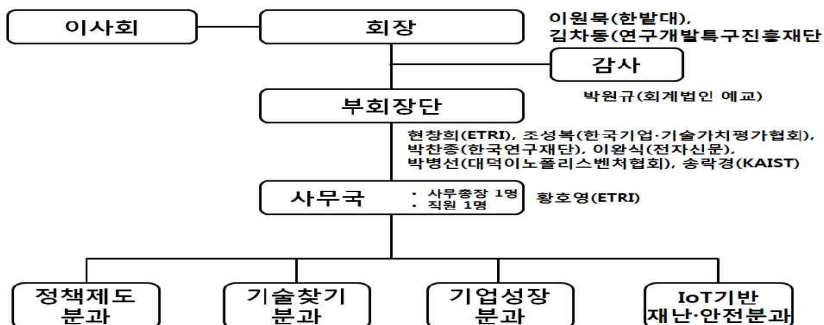 이사회
회장
이원묵(한밭대),
김차동(연구개발특구진흥재단
감사
박원규(회계법인 예교)
부회장단
현창희(ETRI), 조성복(한국기업·기술가치평가협회),
박찬종(한국연구재단), 이완식(전자신문),
박병선(대덕이노폴리스벤처협회), 송락경(KAIST)
사무국
· 사무총장 1명
· 직원 1명
황호영(ETRI)
정책제도
분과
기술찾기
분과
기업성장
분과
IoT기반
재난·안전분과